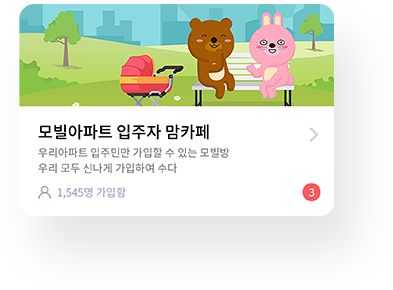 모빌아파트 입주자 맘카페
우리아파트 입주민만 가입할 수 있는 모빌방
우리 모두 신나게 가입하여 수다
1,545명 가입함
3